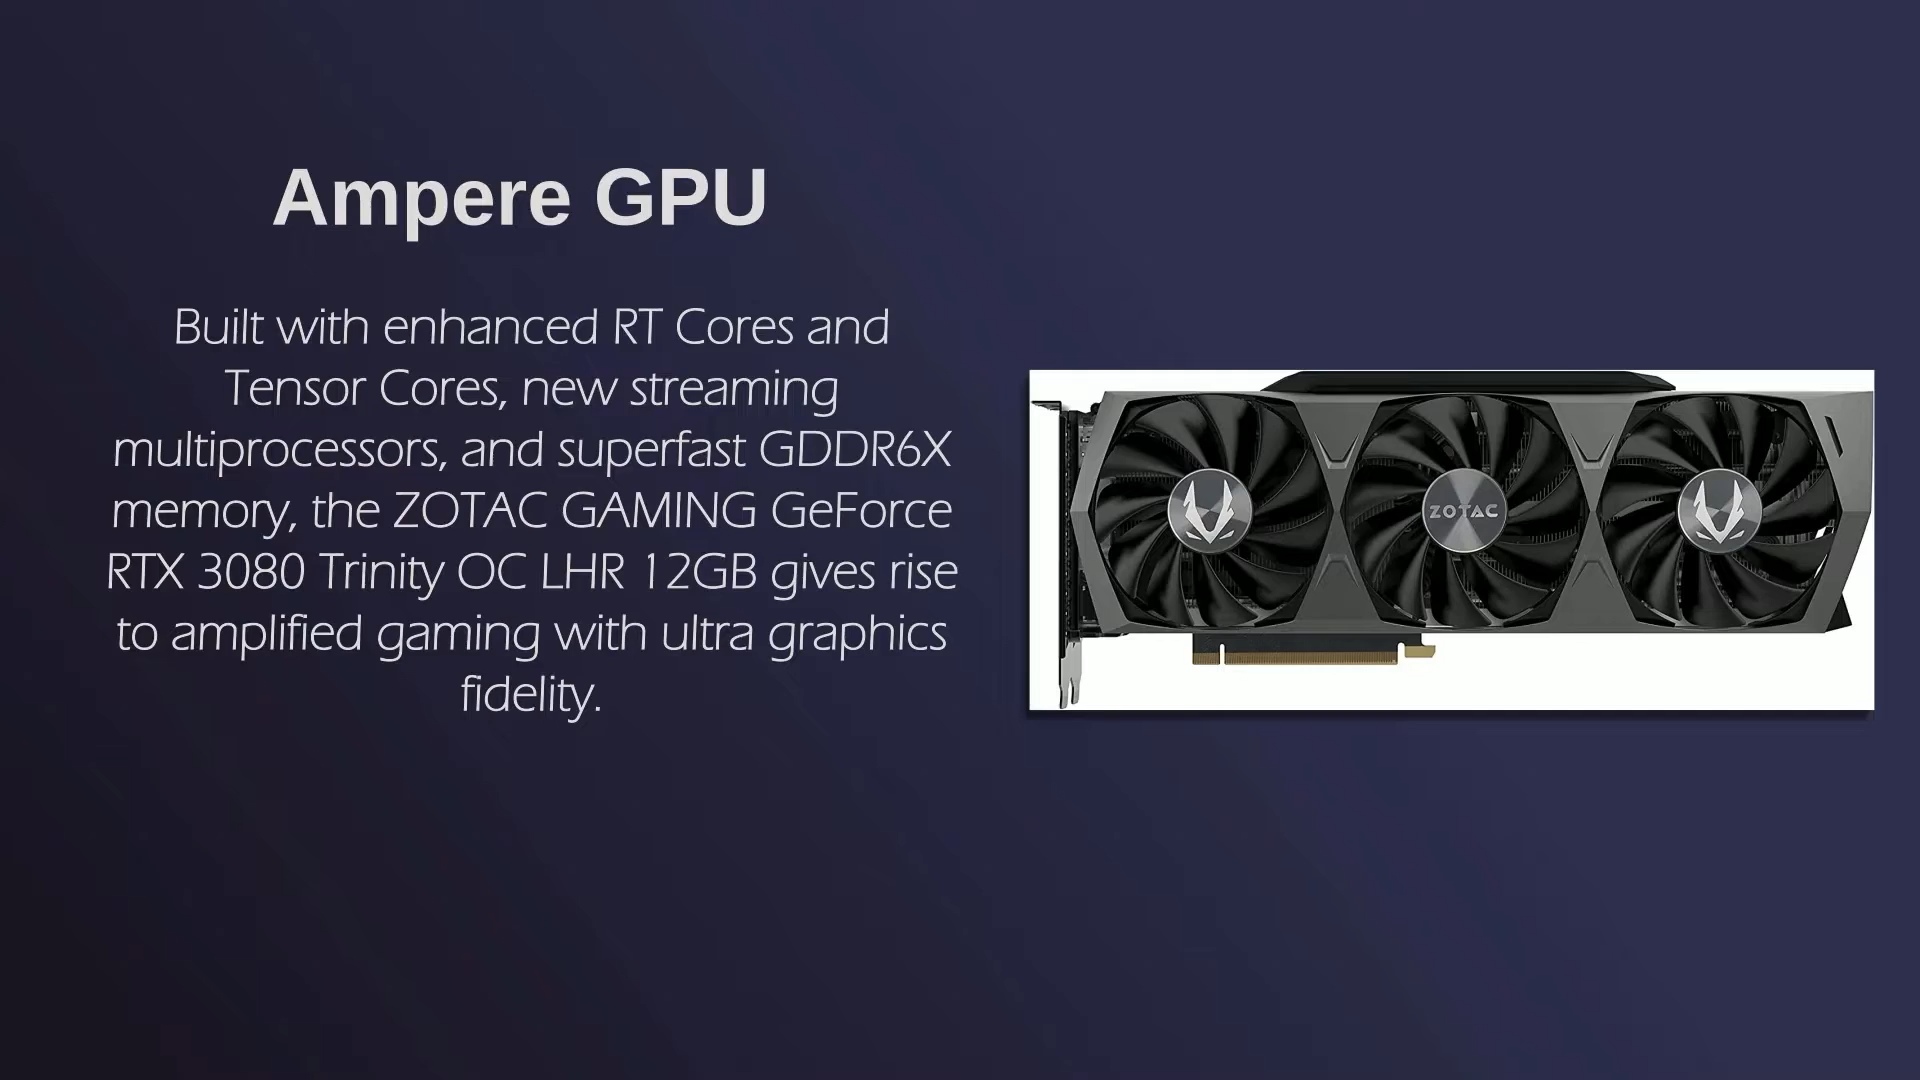 Ampere GPU
Built with enhanced RT Cores and
Tensor Cores, new streaming
multiprocessors, and superfast GDDR6X
memory, the ZOTAC GAMING GeForce
RTX 3080 Trinity OC LHR 12GB gives rise
to amplified gaming with ultra graphics
fidelity.
ZOTAC